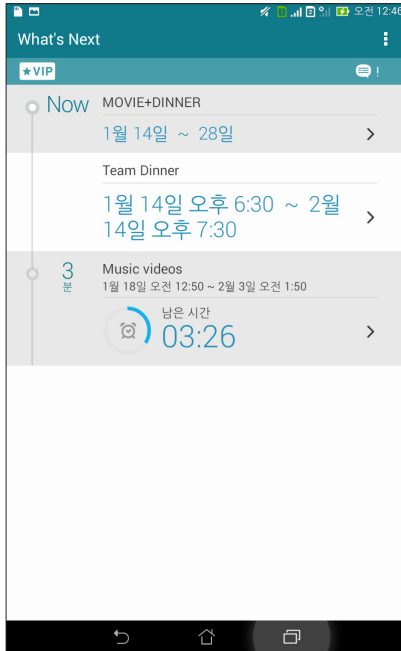 오전 12:46
What's Next
★VIP
!
Now
MOVIE+DINNER
1월 14일 ~ 28일
Team Dinner
1월 14일 오후 6:30 ~ 2월
14일 오후 7:30
3
분
Music videos
1월 18일 오전 12:50 ~ 2월 3일 오전 1:50
남은 시간
03:26